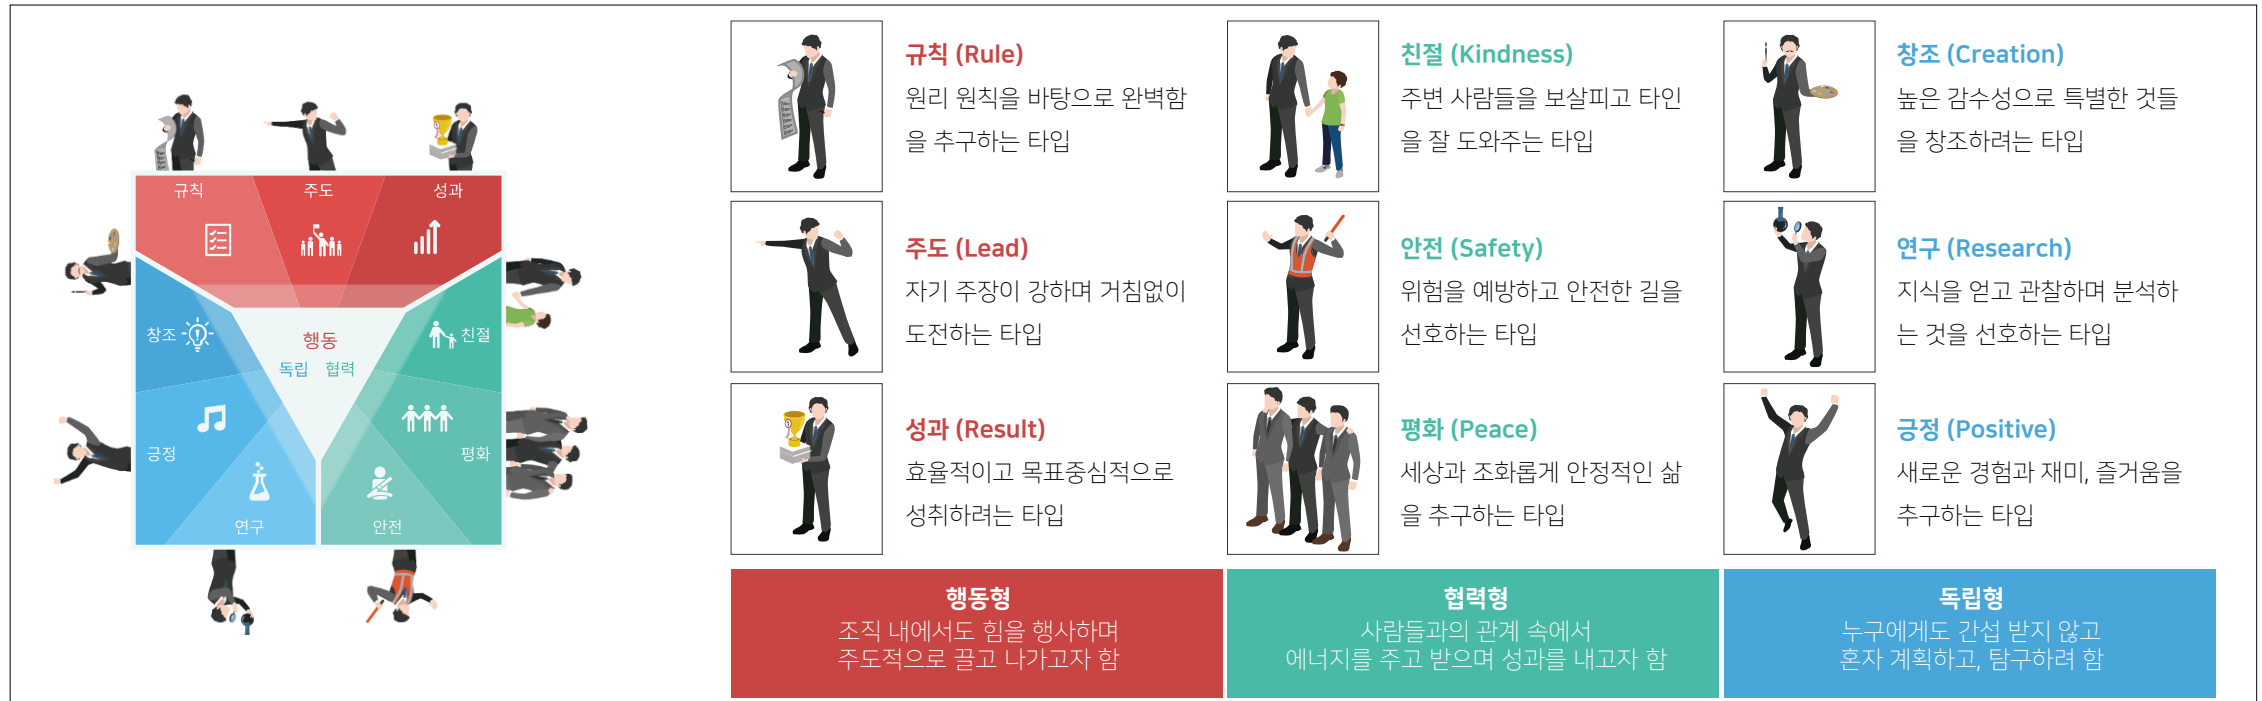 규칙
주도
성과
창조
친절
행동
독립 협력
긍정
평화
연구
안전
규칙 (Rule)
원리 원칙을 바탕으로 완벽함
을 추구하는 타입
친절 (Kindness)
주변 사람들을 보살피고 타인
을 잘 도와주는 타입
창조 (Creation)
높은 감수성으로 특별한 것들
을 창조하려는 타입
주도 (Lead)
자기 주장이 강하며 거침없이
도전하는 타입
안전 (Safety)
위험을 예방하고 안전한 길을
선호하는 타입
연구 (Research)
지식을 얻고 관찰하며 분석하
는 것을 선호하는 타입
성과 (Result)
효율적이고 목표중심적으로
성취하려는 타입
평화 (Peace)
세상과 조화롭게 안정적인 삶
을 추구하는 타입
긍정 (Positive)
새로운 경험과 재미, 즐거움을
추구하는 타입
행동형
조직 내에서도 힘을 행사하며
주도적으로 끌고 나가고자 함
협력형
사람들과의 관계 속에서
에너지를 주고 받으며 성과를 내고자 함
독립형
누구에게도 간섭 받지 않고
혼자 계획하고, 탐구하려 함